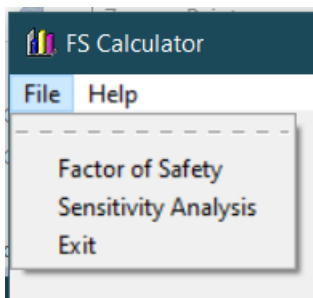 FS Calculator
File Help
Factor of Safety
Sensitivity Analysis
Exit